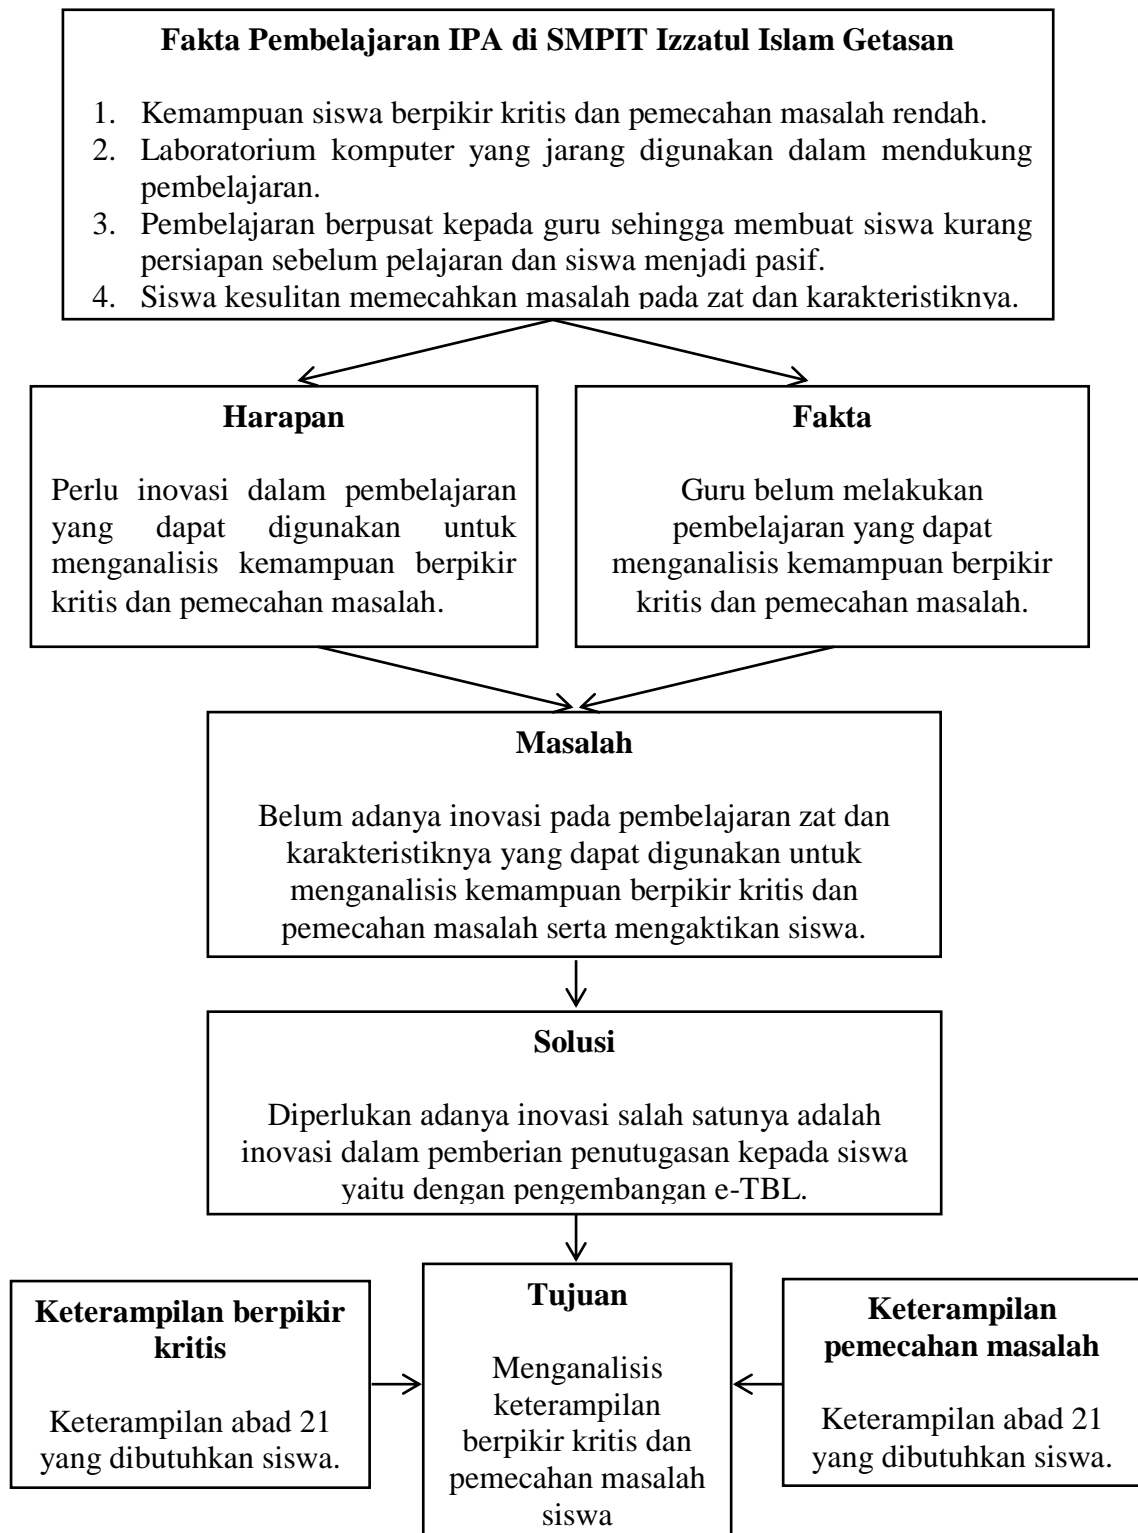 Fakta Pembelajaran IPA di SMPIT Izzatul Islam Getasan
1. Kemampuan siswa berpikir kritis dan pemecahan masalah rendah.
2. Laboratorium komputer yang jarang digunakan dalam mendukung
pembelajaran.
3. Pembelajaran berpusat kepada guru sehingga membuat siswa kurang
persiapan sebelum pelajaran dan siswa menjadi pasif.
4. Siswa kesulitan memecahkan masalah pada zat dan karakteristiknya.
Harapan
Perlu inovasi dalam pembelajaran
yang dapat digunakan untuk
menganalisis kemampuan berpikir
kritis dan pemecahan masalah.
Fakta
Guru belum melakukan
pembelajaran yang dapat
menganalisis kemampuan berpikir
kritis dan pemecahan masalah.
Masalah
Belum adanya inovasi pada pembelajaran zat dan
karakteristiknya yang dapat digunakan untuk
menganalisis kemampuan berpikir kritis dan
pemecahan masalah serta mengaktikan siswa.
Solusi
Diperlukan adanya inovasi salah satunya adalah
inovasi dalam pemberian penutugasan kepada siswa
yaitu dengan pengembangan e-TBL.
Keterampilan berpikir
kritis
Keterampilan abad 21
yang dibutuhkan siswa.
Tujuan
Menganalisis
keterampilan
berpikir kritis dan
pemecahan masalah
siswa
Keterampilan
pemecahan masalah
Keterampilan abad 21
yang dibutuhkan siswa.